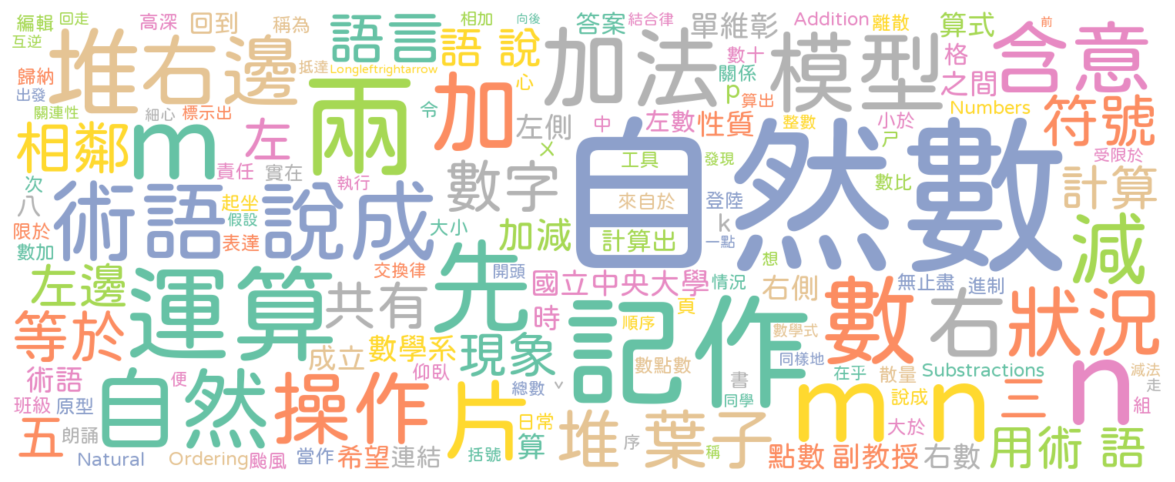 編輯 回走 高深 回到 稱為 語言 相加 語 說 向後 答案 結合律 單維彰 Addition 離散 算式 前 含意
互逆 堆右邊 抵達 Longleftrightarrow 加法 心 數十 模型 格
歸納 兩 加 關係 之間
出發 p 算出 Numbers 符號
關連性 細心 標示出 令 左側 中 左數 性質 整數 自然數 小於
相鄰 m 左 ㄨ 工具 發現 ㄕ 受限於
次 責任 實在 執行 數字 來自於 登陸 數比 計算
八 術語說成 起坐 k
限於 假設 大小 加減 計算出 一點 減
數加 表達 想
左邊 運算 交換律 先 開頭 國立中央大學 情況 右側 無止盡 進制
共有 時 頁 數 右 狀況
等於 成立 數學系 現象 記作 順序 數學式
術語 自然 便 操作 仰臥 片 總數 數點數 書 v 同樣地 在乎 Substractions n 減法
班級 原型 同學 m n 散量 說成 三 走 組
五 朗誦 日常 堆 葉子 序 大於
Natural Ordering 颱風 當作 希望 連結 括號 算 稱 點數 副教授 右數 用術 語